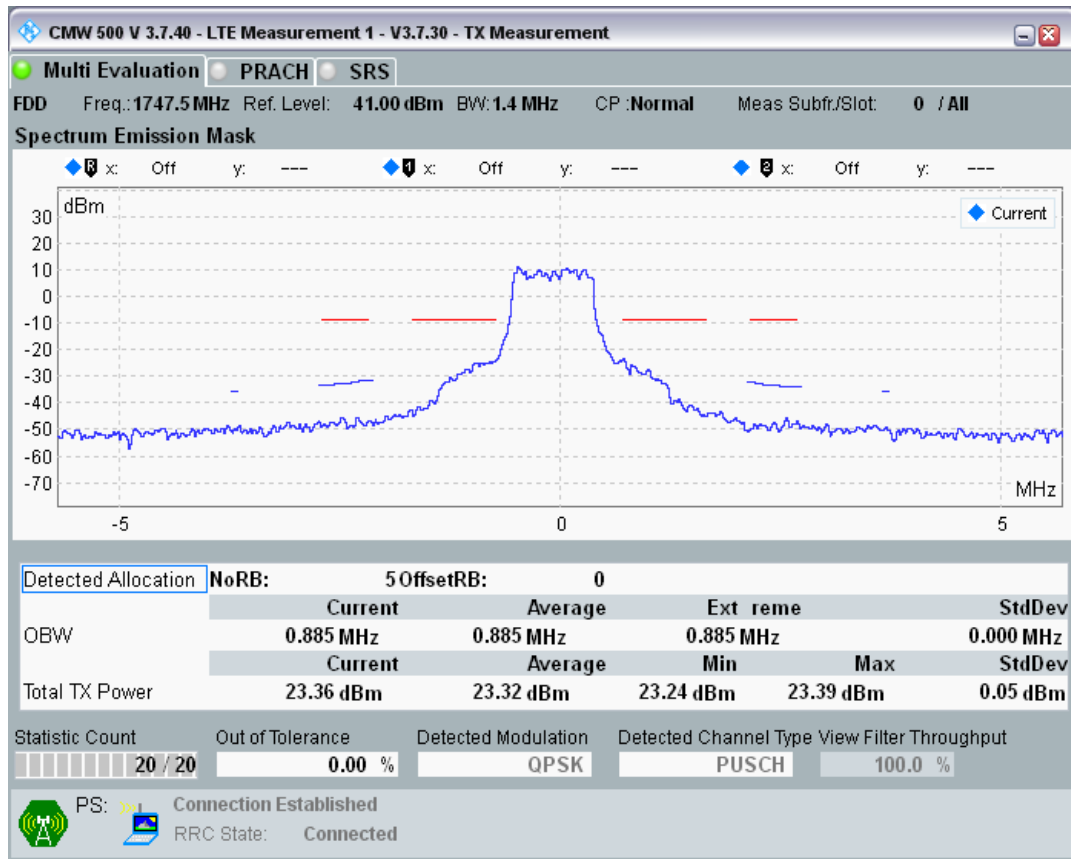 CMW 500 V 3.7.40 - LTE Measurement 1 - V3.7.30 - TX Measurement
Multi Evaluation PRACH SRS
FDD Freq.:1747.5 MHz Ref. Level: 41.00 dBm BW:1.4 MHz CP :Normal Meas Subfr./Slot: 0 / All
Spectrum Emission Mask
R x: Off y: --- 1 x: Off y: --- 2 x: Off y: ---
dBm
Current
30
20
10
0
-10
-20
-30
-40
-50
-60
-70
MHz
-5 0 5
Detected Allocation NoRB: 5 OffsetRB: 0
Current Average Ext reme StdDev
OBW 0.885 MHz 0.885 MHz 0.885 MHz 0.000 MHz
Current Average Min Max StdDev
Total TX Power 23.36 dBm 23.32 dBm 23.24 dBm 23.39 dBm 0.05 dBm
Statistic Count Out of Tolerance Detected Modulation Detected Channel Type View Filter Throughput
20 / 20 0.00 % QPSK PUSCH 100.0 %
PS: Connection Established
RRC State: Connected